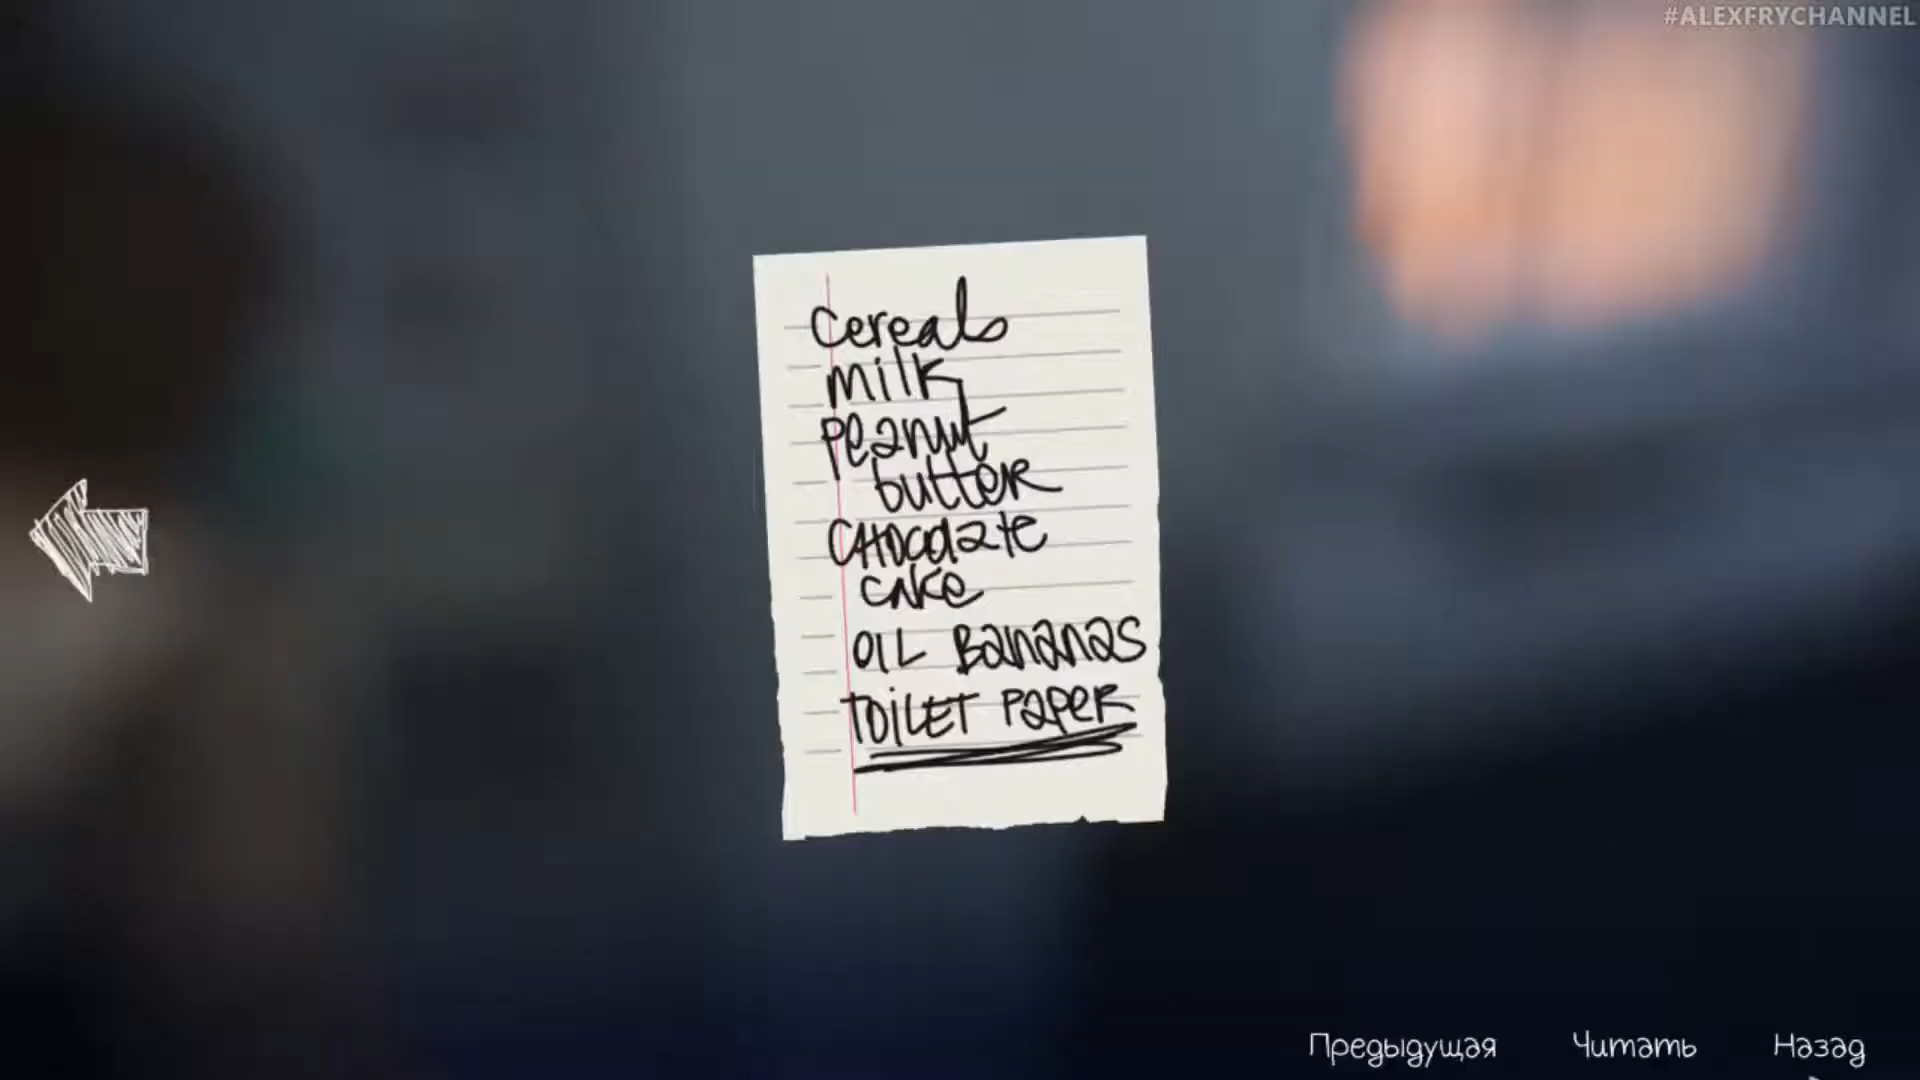 #ALEXFRYCHANNEL
cereals
milk
Peanut
butter
CHocolate
cake
OIL Bananas
TOiLET PaPeR
Предыдущая Читать Назад